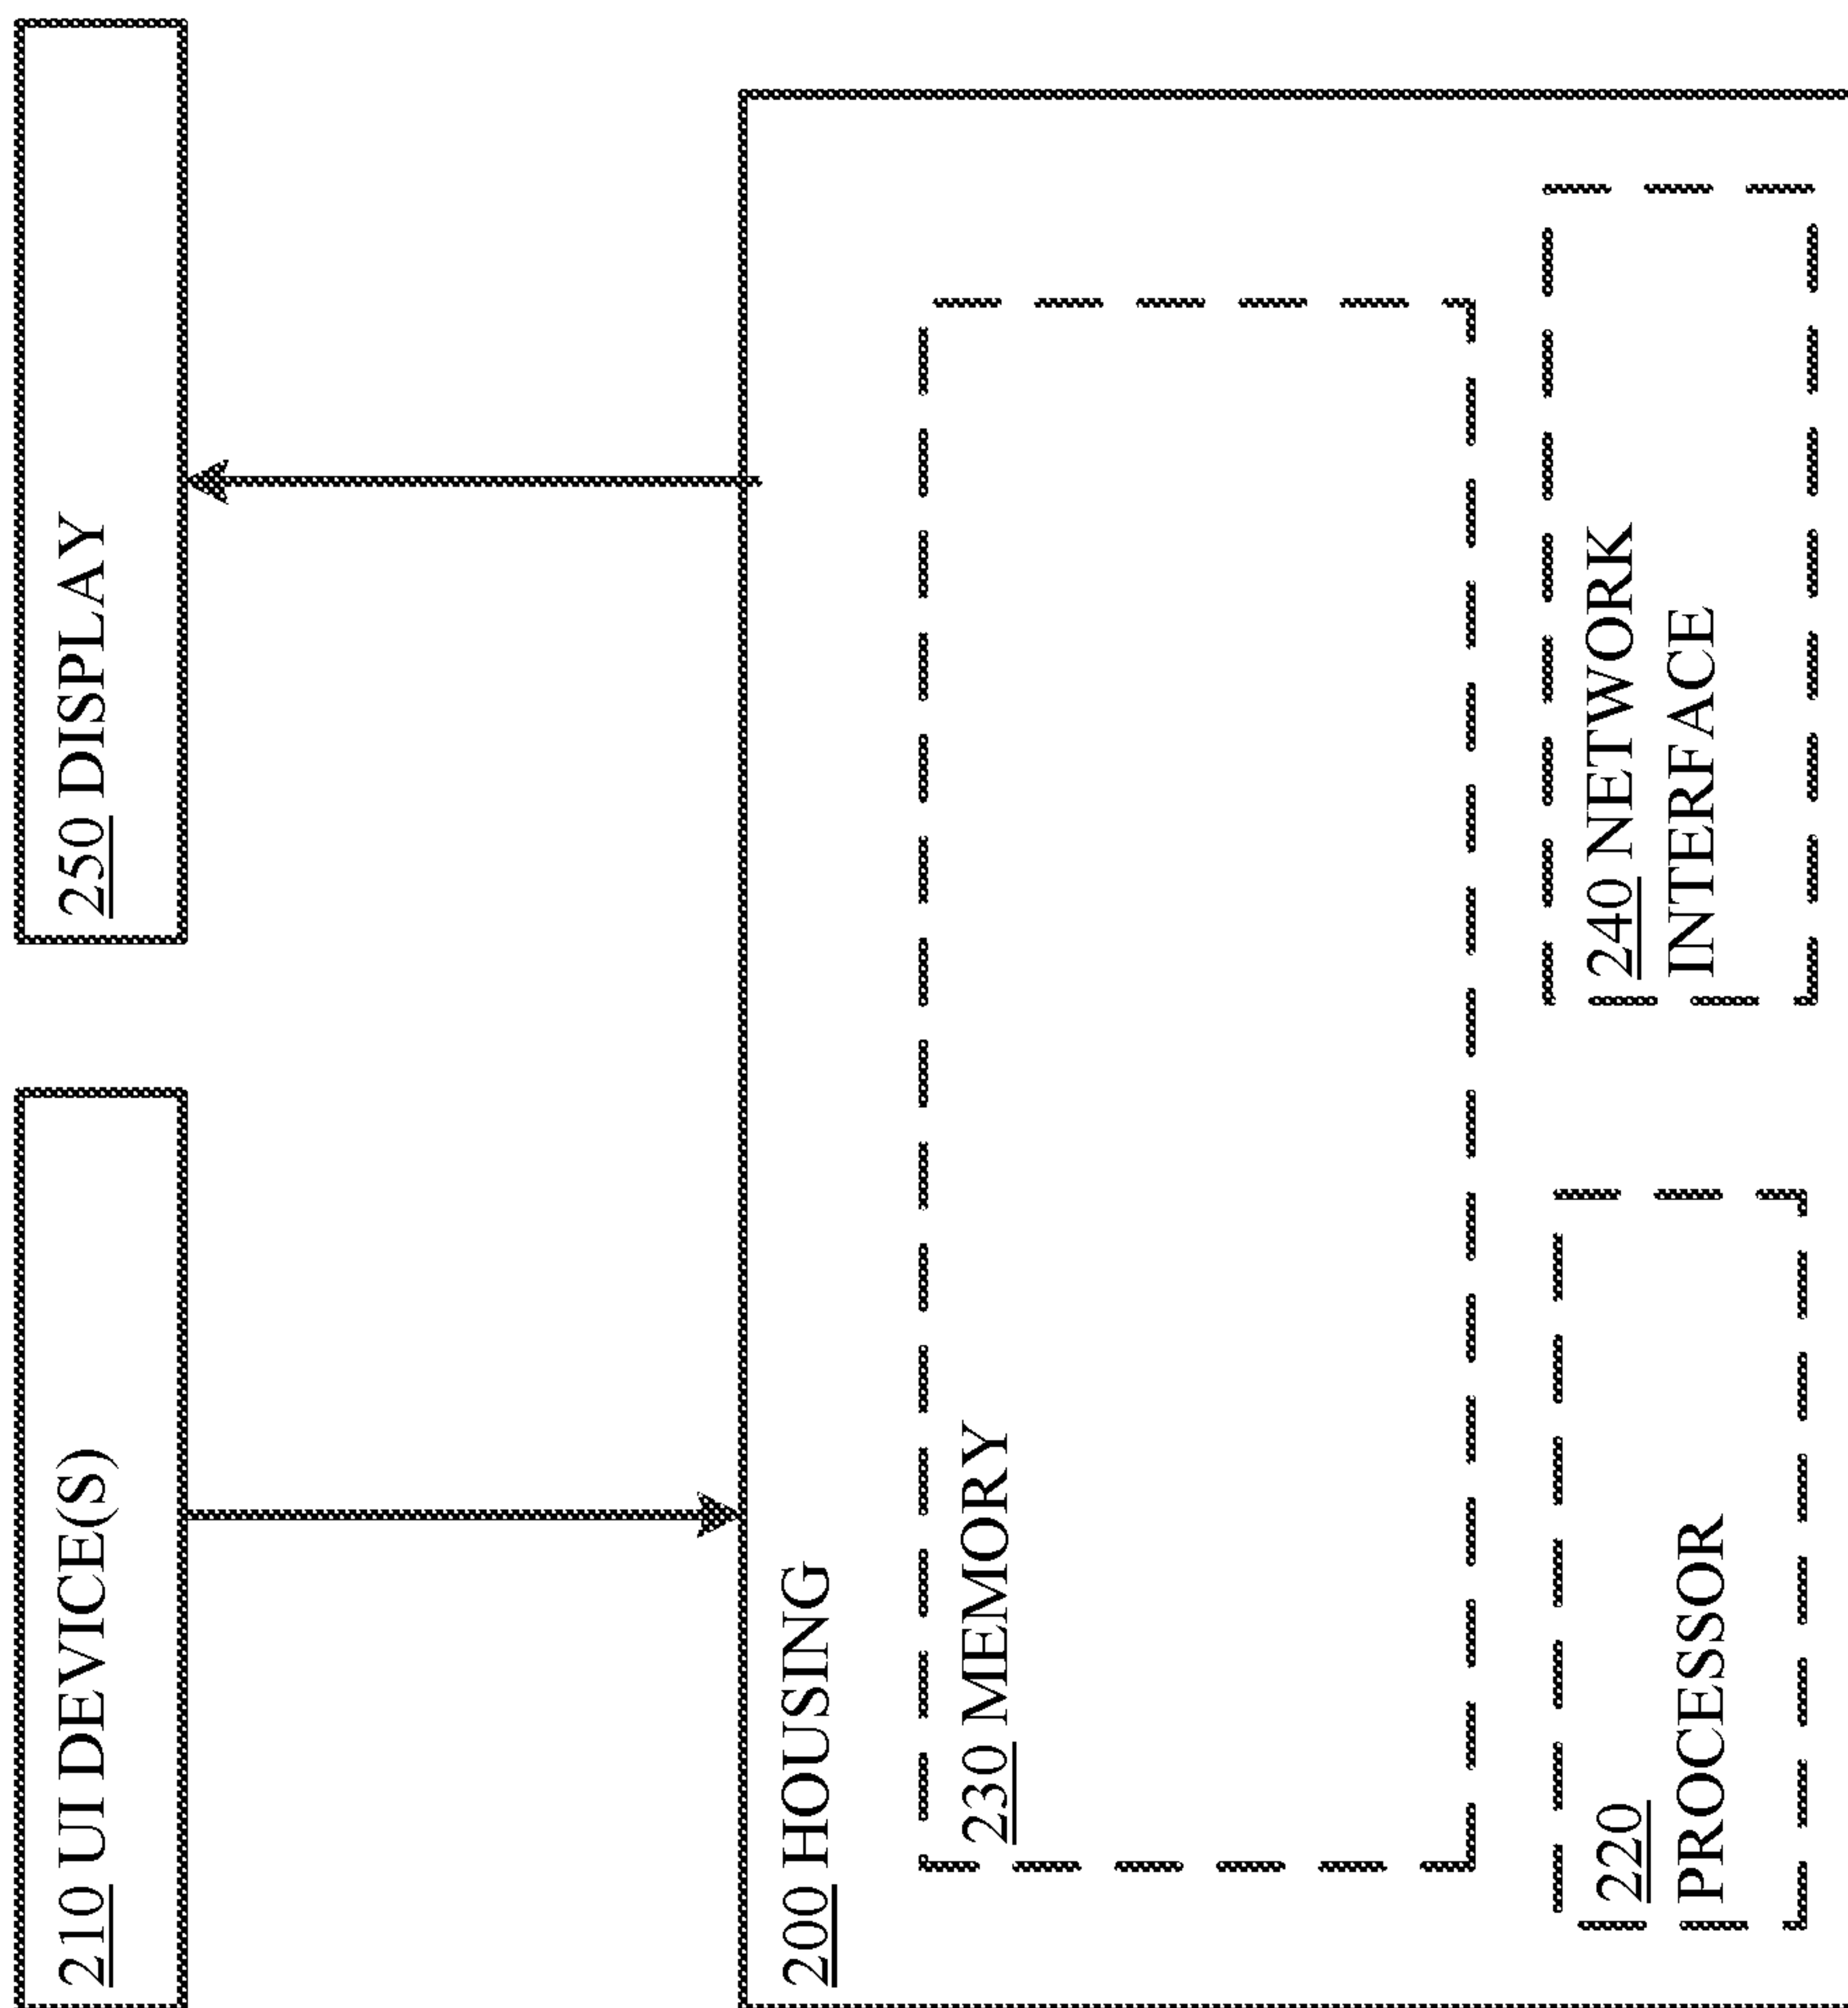 210 UI DEVICE(S)
250 DISPLAY
200 HOUSING
230 MEMORY
220
PROCESSOR
240 NETWORK
INTERFACE